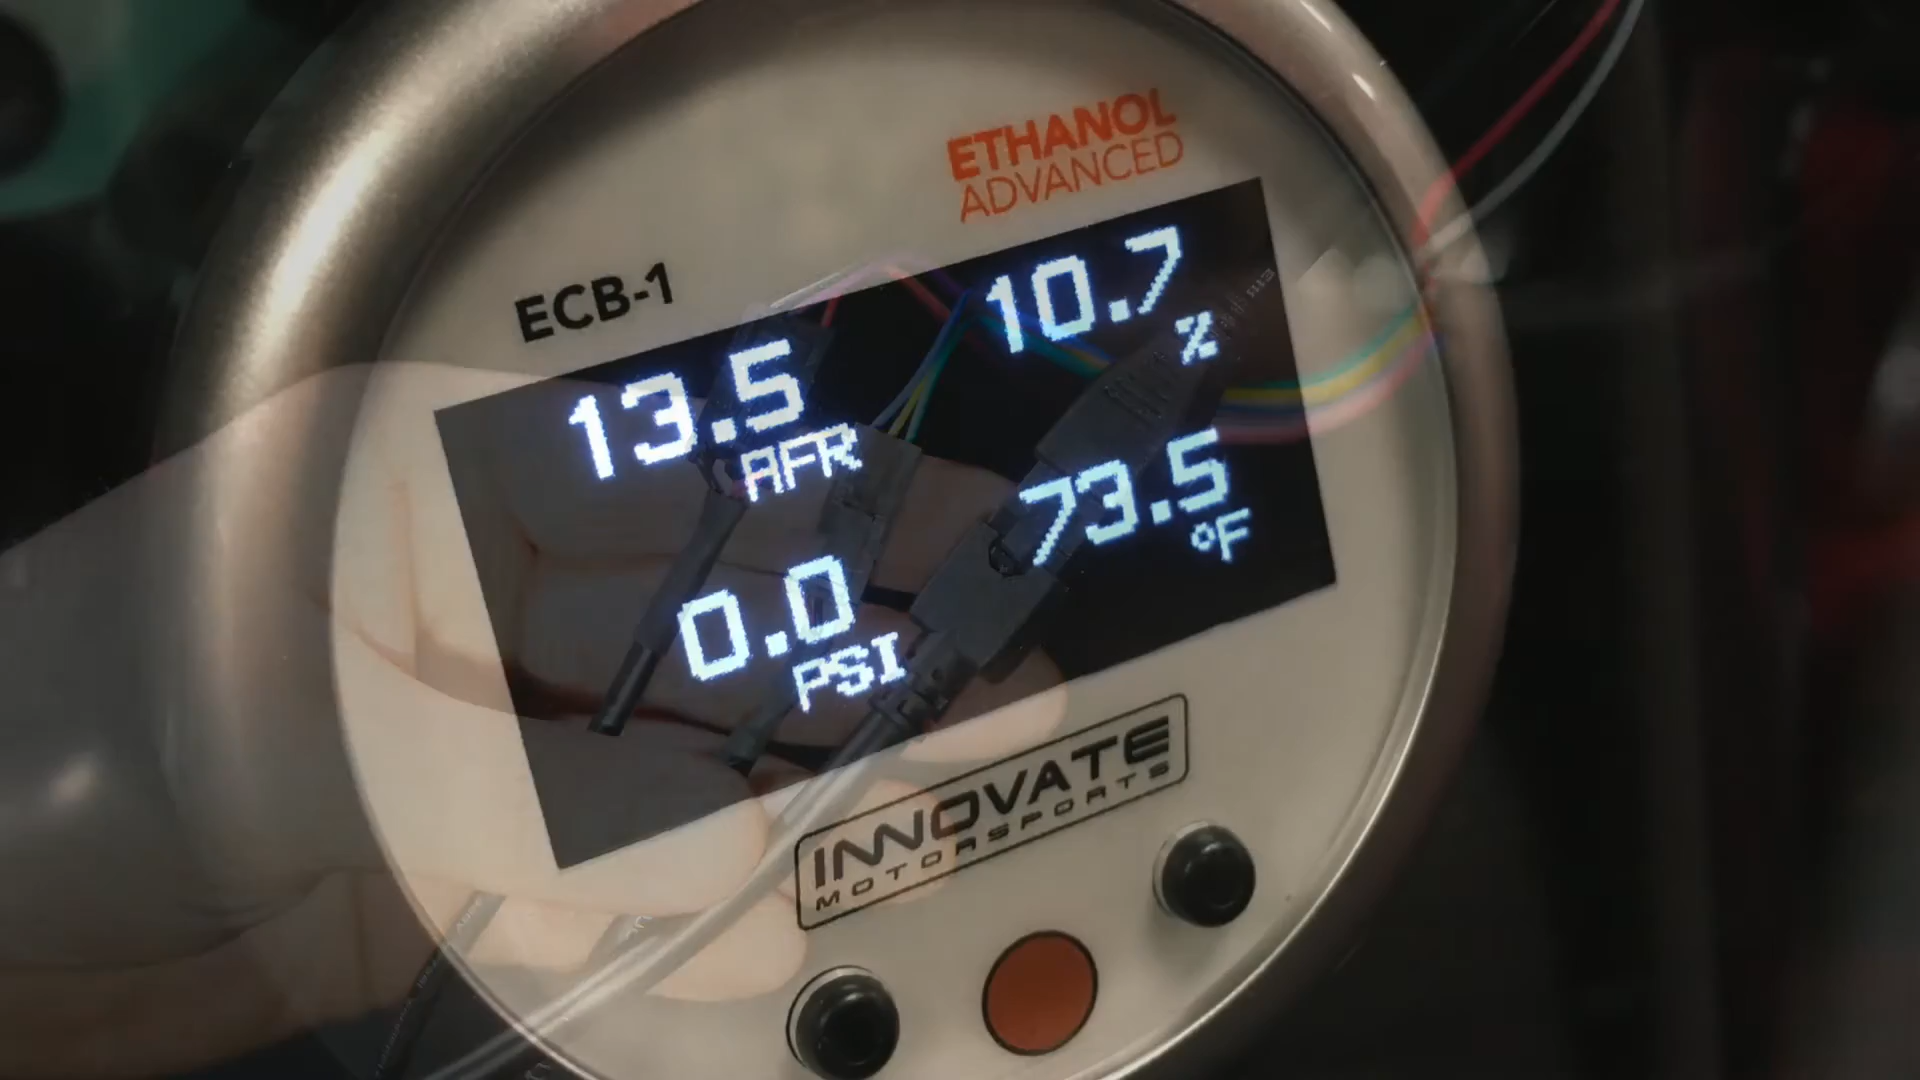 ETHANOL
ADVANCED
ECB-1
10.7
%
13.5
AFR
73.5
°F
0.0
PSI
INNOVATE
MOTORSPORTS